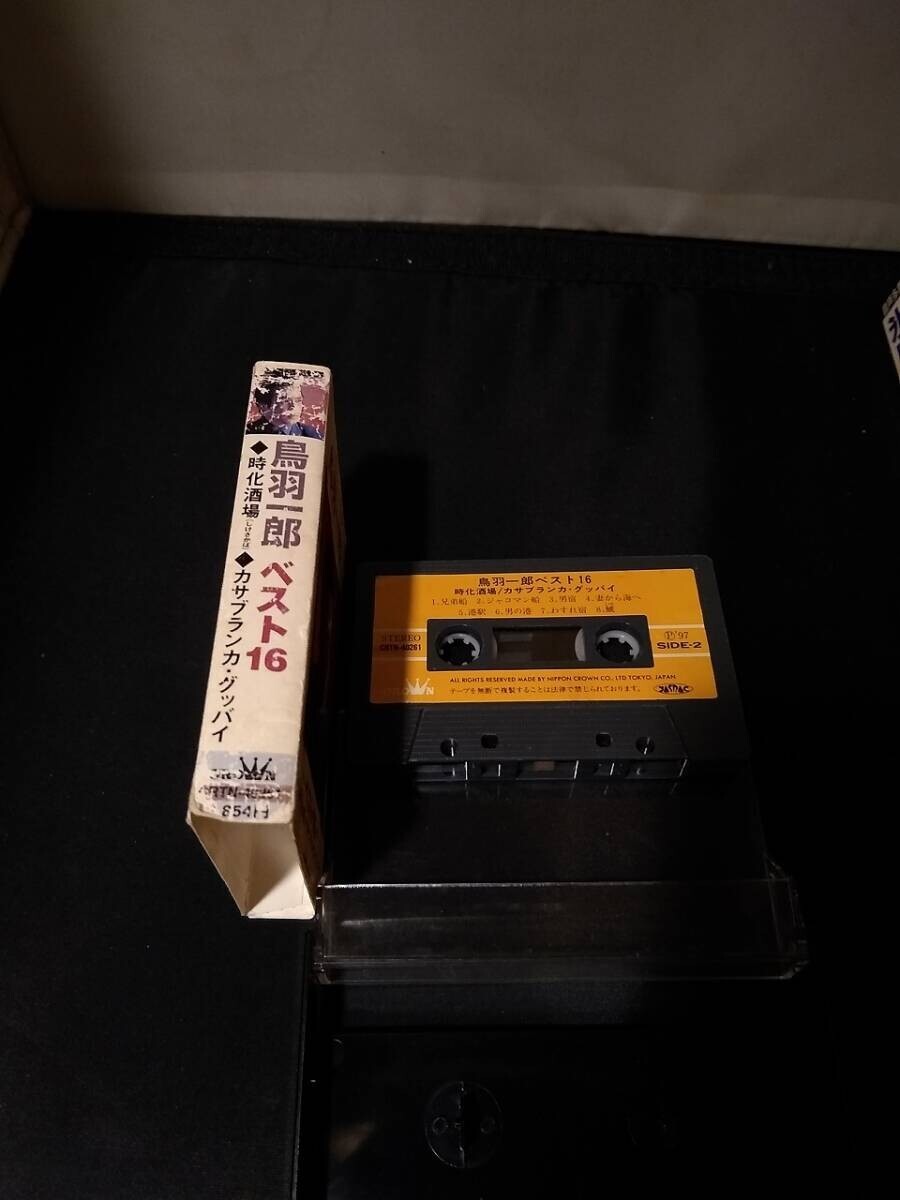 鳥羽一郎 ベスト16
◆時化酒場(しけさかば)◆カサブランカ・グッバイ
854H
鳥羽一郎ベスト16
時化酒場/カサブランカ・グッバイ
1.兄弟船 2.ジャコマン船 3.男宿 4.妻から海へ
5.港駅 6.男の港 7.わすれ宿 8.鰤
STEREO
CRTN-40261
Ⓟ'97
SIDE-2
CROWN
ALL RIGHTS RESERVED MADE BY NIPPON CROWN CO., LTD TOKYO, JAPAN
テープを無断で複製することは法律で禁じられております。
JASRAC